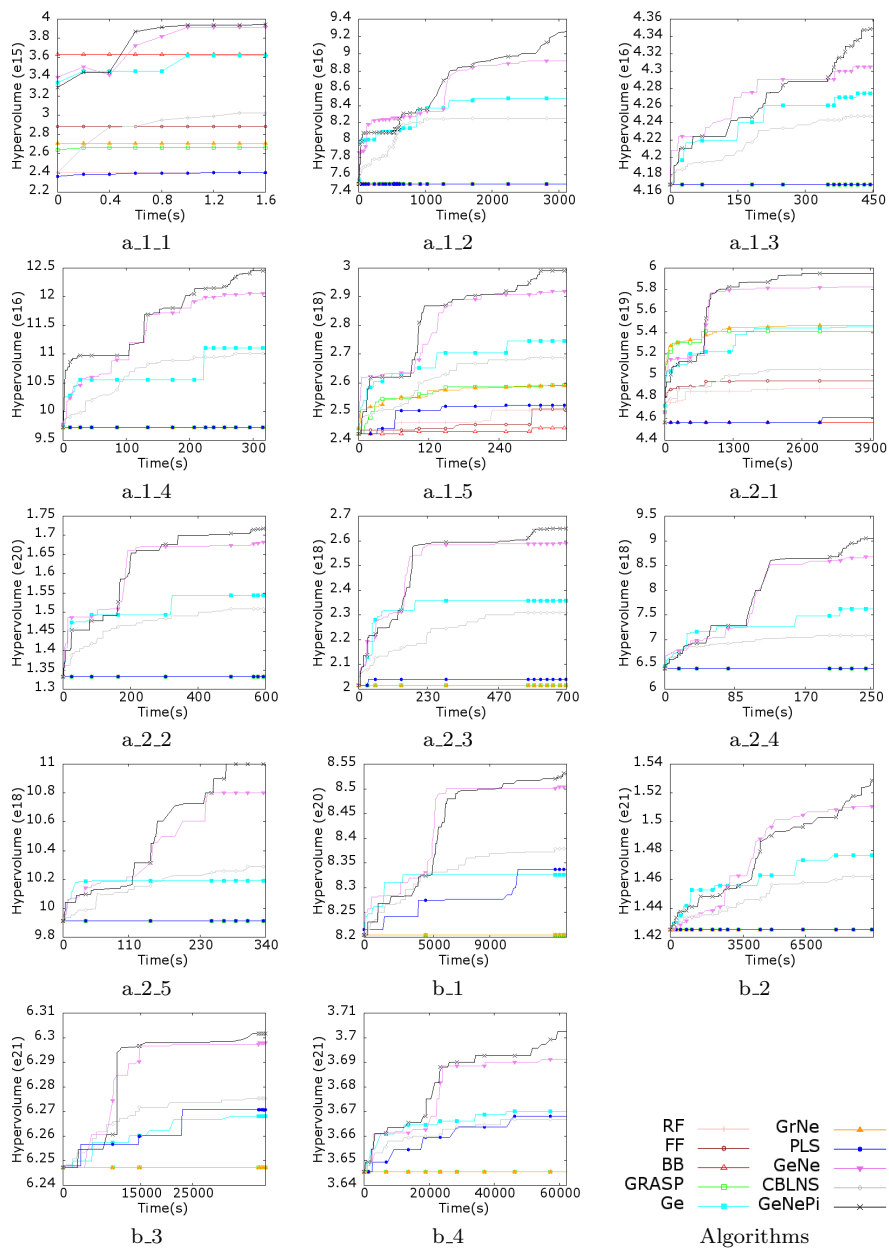 4
3.8
3.6
3.4
3.2
3
2.8
2.6
2.4
2.2
Hypervolume (e15)
0 0.4 0.8 1.2 1.6
Time(s)
a_1_1
9.4
9.2
9
8.8
8.6
8.4
8.2
8
7.8
7.6
7.4
Hypervolume (e16)
0 1000 2000 3000
Time(s)
a_1_2
4.36
4.34
4.32
4.3
4.28
4.26
4.24
4.22
4.2
4.18
4.16
Hypervolume (e16)
0 150 300 450
Time(s)
a_1_3
12.5
12
11.5
11
10.5
10
9.5
Hypervolume (e16)
0 100 200 300
Time(s)
a_1_4
3
2.9
2.8
2.7
2.6
2.5
2.4
Hypervolume (e18)
0 120 240
Time(s)
a_1_5
6
5.8
5.6
5.4
5.2
5
4.8
4.6
4.4
Hypervolume (e19)
0 1300 2600 3900
Time(s)
a_2_1
1.75
1.7
1.65
1.6
1.55
1.5
1.45
1.4
1.35
1.3
Hypervolume (e20)
0 200 400 600
Time(s)
a_2_2
2.7
2.6
2.5
2.4
2.3
2.2
2.1
2
Hypervolume (e18)
0 230 470 700
Time(s)
a_2_3
9.5
9
8.5
8
7.5
7
6.5
6
Hypervolume (e18)
0 85 170 250
Time(s)
a_2_4
11
10.8
10.6
10.4
10.2
10
9.8
Hypervolume (e18)
0 110 230 340
Time(s)
a_2_5
8.55
8.5
8.45
8.4
8.35
8.3
8.25
8.2
Hypervolume (e20)
0 5000 9000
Time(s)
b_1
1.54
1.52
1.5
1.48
1.46
1.44
1.42
Hypervolume (e21)
0 3500 6500
Time(s)
b_2
6.31
6.3
6.29
6.28
6.27
6.26
6.25
6.24
Hypervolume (e21)
0 15000 25000
Time(s)
b_3
3.71
3.7
3.69
3.68
3.67
3.66
3.65
3.64
Hypervolume (e21)
0 20000 40000 60000
Time(s)
b_4
RF GrNe
FF PLS
BB GeNe
GRASP CBLNS
Ge GeNePi
Algorithms